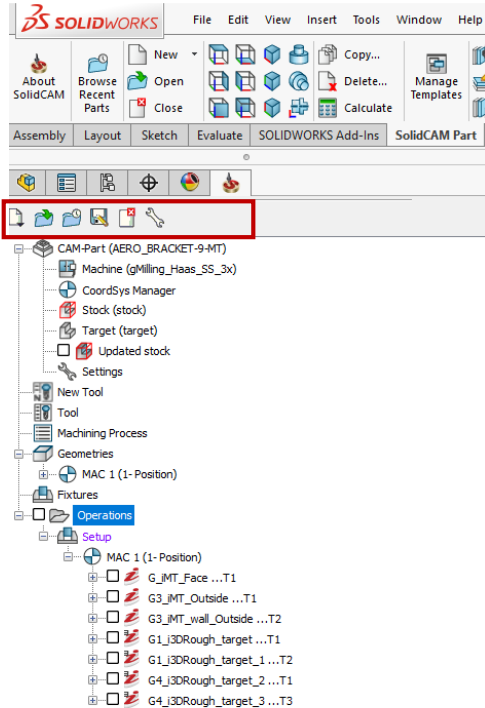 SOLIDWORKS File Edit View Insert Tools Window Help
About SolidCAM
Browse Recent Parts
New
Open
Close
Copy...
Delete...
Calculate
Manage Templates
Assembly Layout Sketch Evaluate SOLIDWORKS Add-Ins SolidCAM Part
CAM-Part (AERO_BRACKET-9-MT)
Machine (gMilling_Haas_SS_3x)
CoordSys Manager
Stock (stock)
Target (target)
Updated stock
Settings
New Tool
Tool
Machining Process
Geometries
MAC 1 (1- Position)
Fixtures
Operations
Setup
MAC 1 (1- Position)
G_iMT_Face ...T1
G3_iMT_Outside ...T1
G3_iMT_wall_Outside ...T2
G1_i3DRough_target ...T1
G1_i3DRough_target_1 ...T2
G4_i3DRough_target_2 ...T1
G4_i3DRough_target_3 ...T3